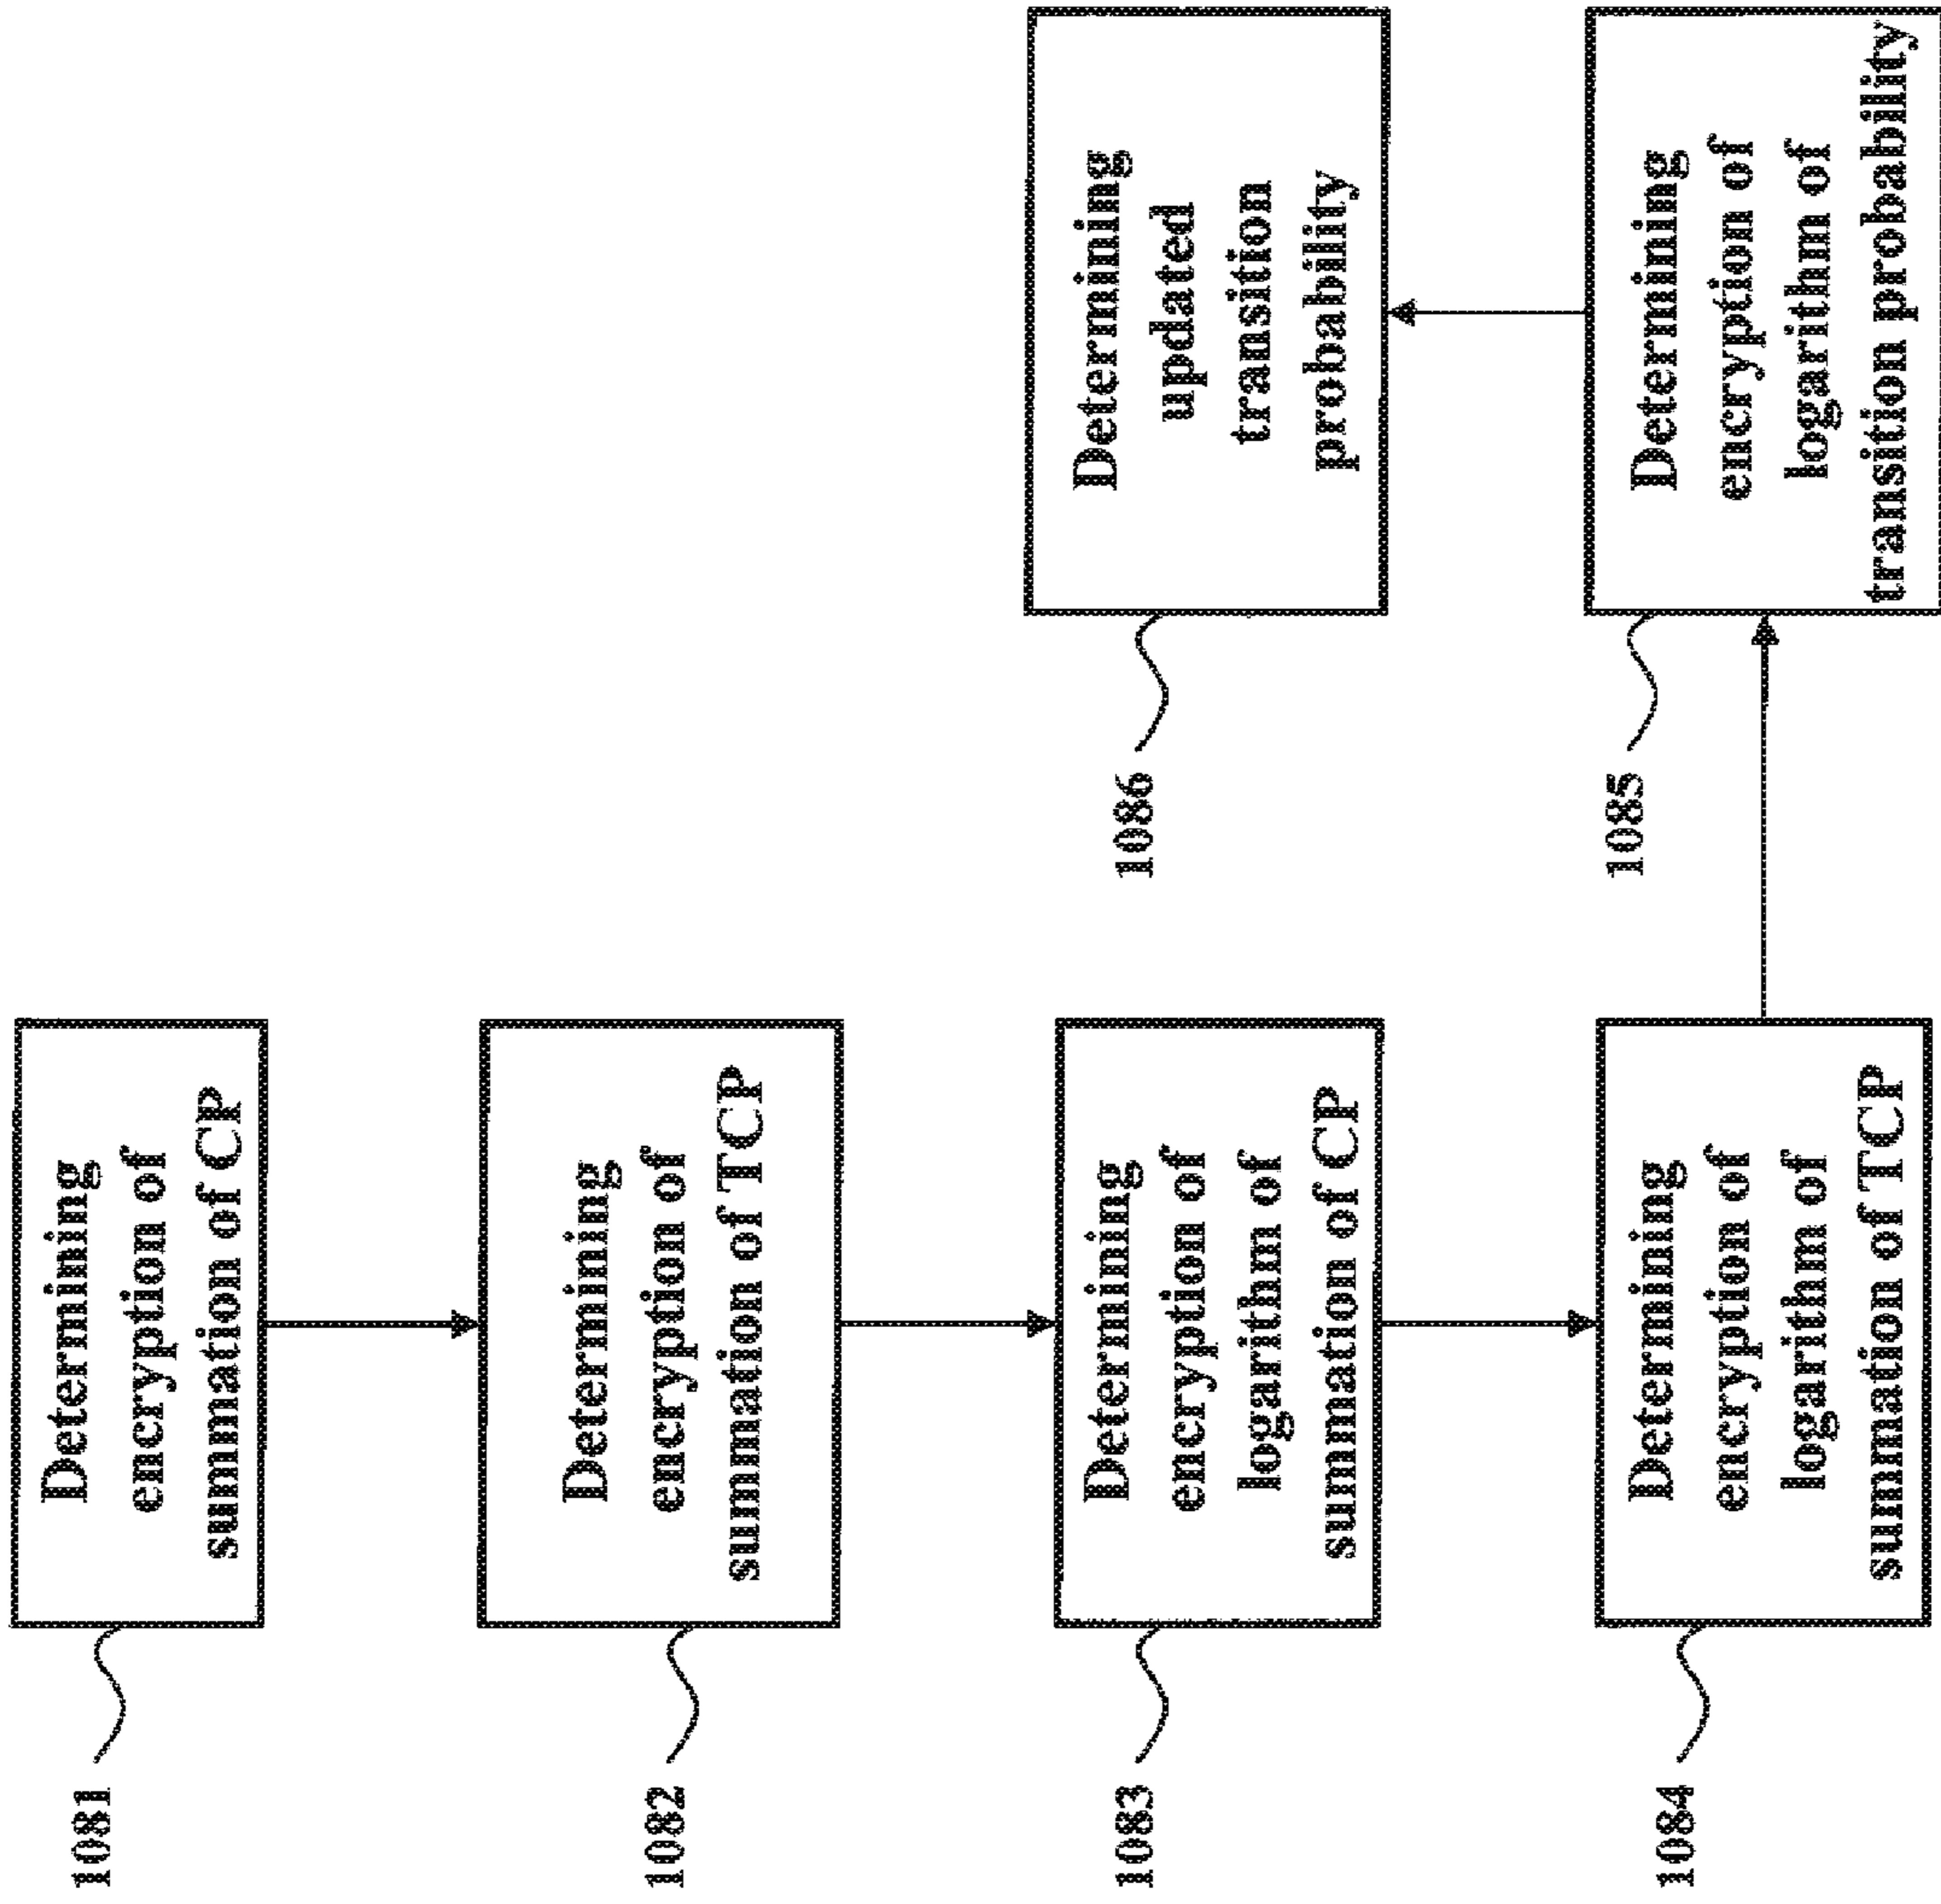 1081
Determining
encryption of
summation of CP
1082
Determining
encryption of
summation of TCP
1083
Determining
encryption of
logarithm of
summation of CP
1084
Determining
encryption of
logarithm of
summation of TCP
1085
Determining
encryption of
logarithm of
transition probability
1086
Determining
updated
transition
probability